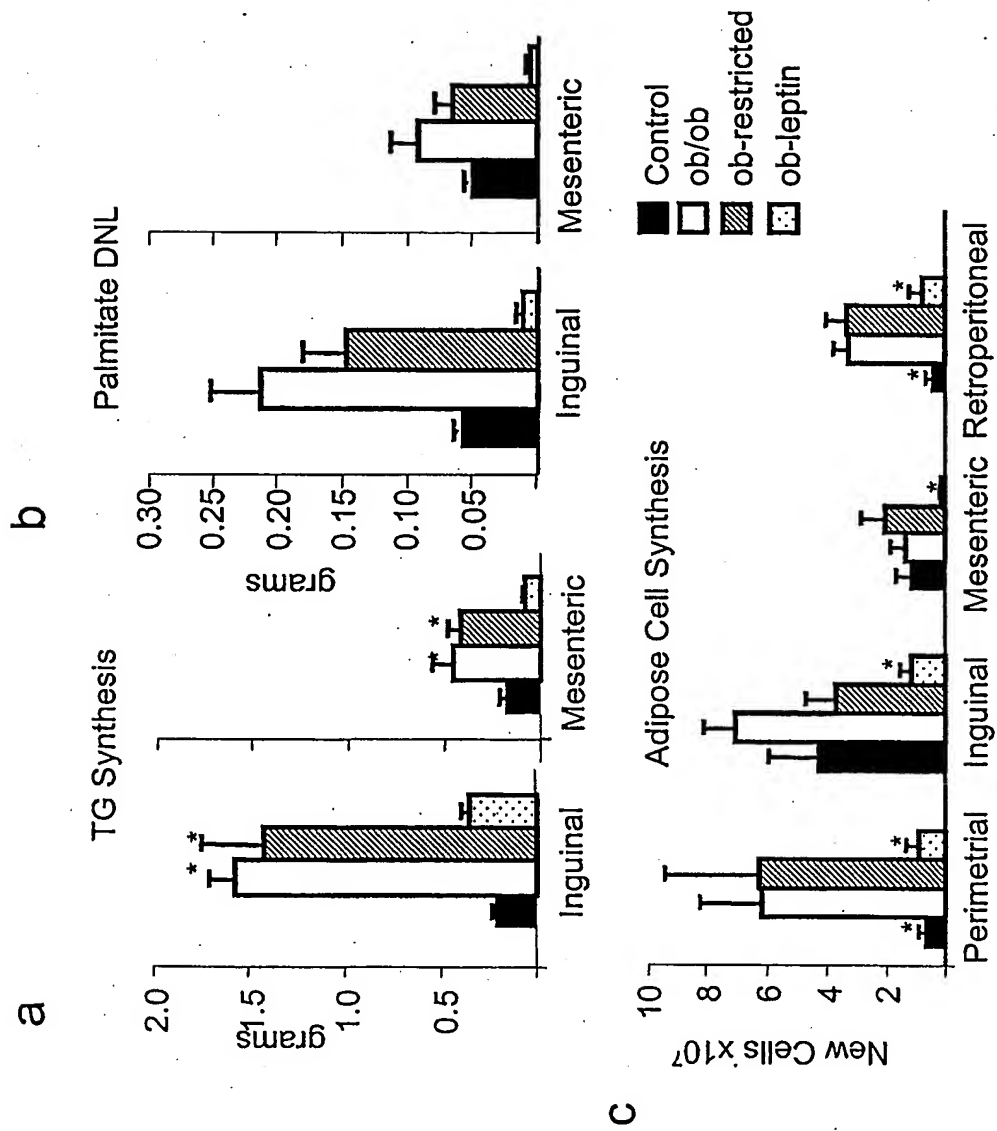 a
TG Synthesis
grams
2.0
1.5
1.0
0.5
Inguinal
Mesenteric
*
*
*
*
b
Palmitate DNL
grams
0.30
0.25
0.20
0.15
0.10
0.05
Inguinal
Mesenteric
c
Adipose Cell Synthesis
New Cells x10⁷
10
8
6
4
2
Perimetrial
Inguinal
Mesenteric
Retroperitoneal
*
*
*
*
*
*
Control
ob/ob
ob-restricted
ob-leptin